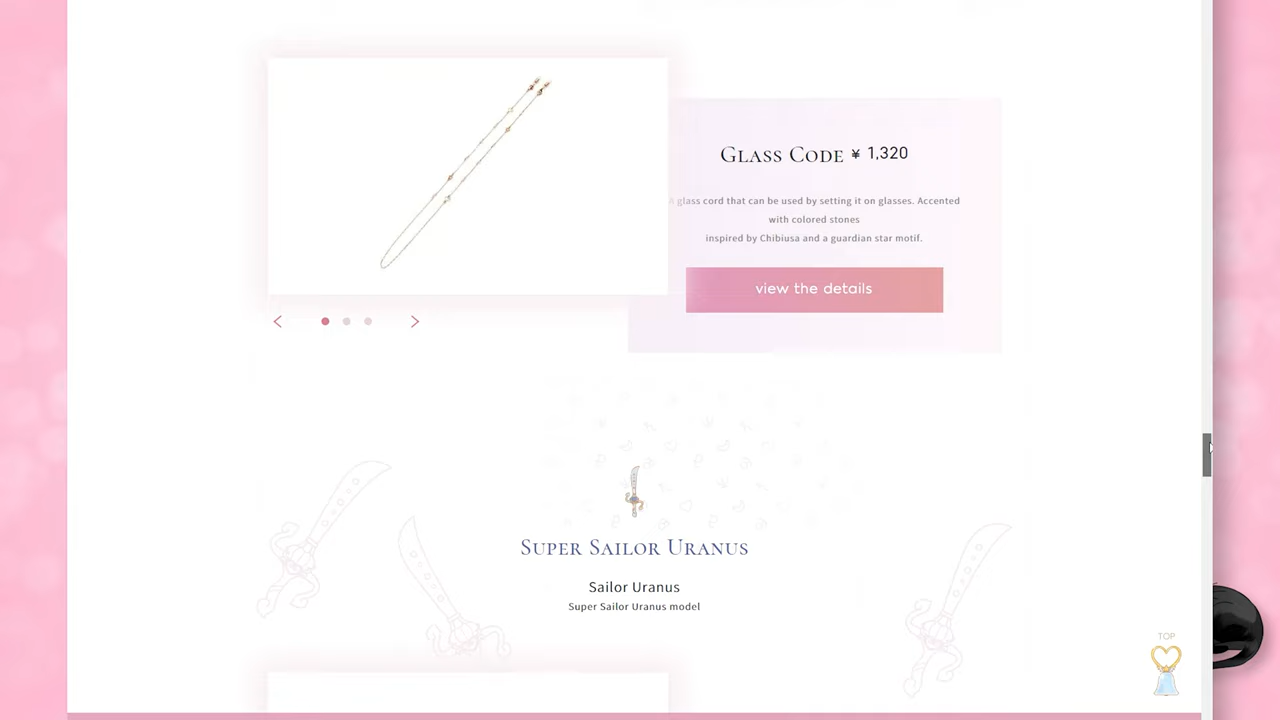 Glass Code ¥ 1,320
A glass cord that can be used by setting it on glasses. Accented
with colored stones
inspired by Chibiusa and a guardian star motif.
view the details
Super Sailor Uranus
Sailor Uranus
Super Sailor Uranus model
TOP